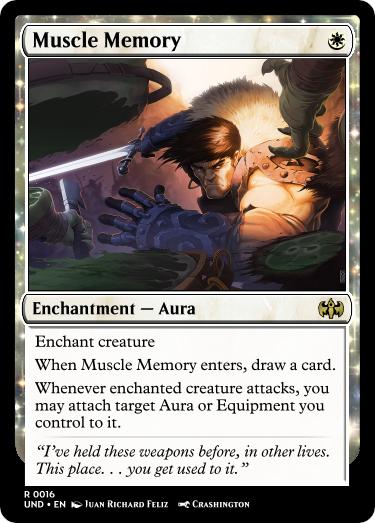 Muscle Memory
Enchantment — Aura
Enchant creature
When Muscle Memory enters, draw a card.
Whenever enchanted creature attacks, you
may attach target Aura or Equipment you
control to it.
“I've held these weapons before, in other lives.
This place. . . you get used to it.”
R 0016
UND • EN Juan Richard Feliz Crashington